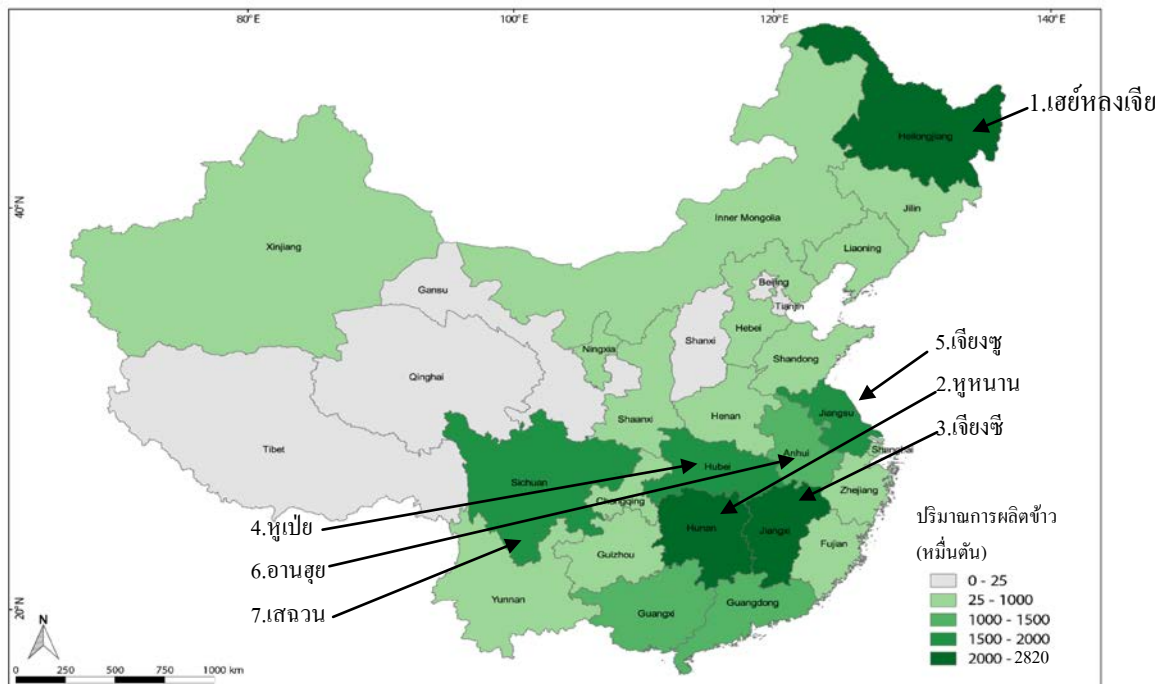 80°E
100°E
120°E
140°E
1.เฮย์หลงเจีย
Heilongjiang
40°N
Jilin
Inner Mongolia
Liaoning
Xinjiang
Beijing
Gansu
Tianjin
Hebei
Shanxi
Ningxia
Shandong
5.เจียงซู
Qinghai
2.หูหนาน
Shaanxi
Henan
Jiangsu
3.เจียงซี
Tibet
Anhui
Shanghai
Hubei
Sichuan
Zhejiang
Chongqing
4.หูเป่ย
Hunan
Jiangxi
ปริมาณการผลิตข้าว
Fujian
(หมื่นตัน)
Guizhou
6.อานฮุย
0 - 25
25 - 1000
Yunnan
Guangdong
7.เสฉวน
Guangxi
1000 - 1500
20°N
N
1500 - 2000
2000 - 2820
0 250 500 750 1000 km